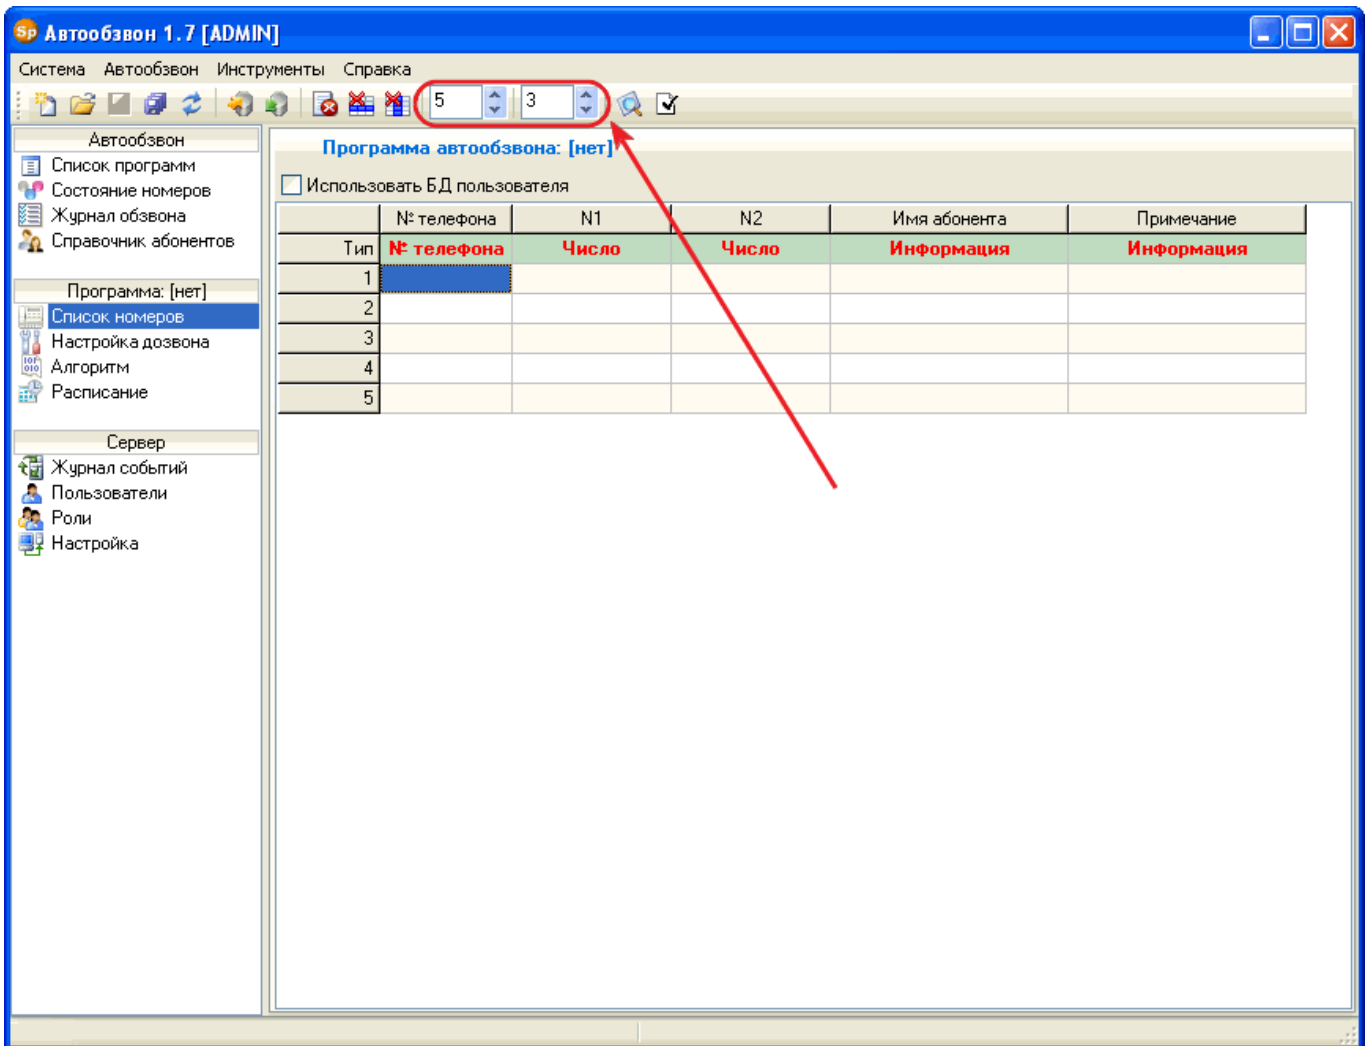 Sp Автообзвон 1.7 [ADMIN]
Система Автообзвон Инструменты Справка
5 3
Автообзвон
Список программ
Состояние номеров
Журнал обзвона
Справочник абонентов
Программа: [нет]
Список номеров
Настройка дозвона
Алгоритм
Расписание
Сервер
Журнал событий
Пользователи
Роли
Настройка
Программа автообзвона: [нет]
Использовать БД пользователя
№ телефона N1 N2 Имя абонента Примечание
Тип № телефона Число Число Информация Информация
1
2
3
4
5